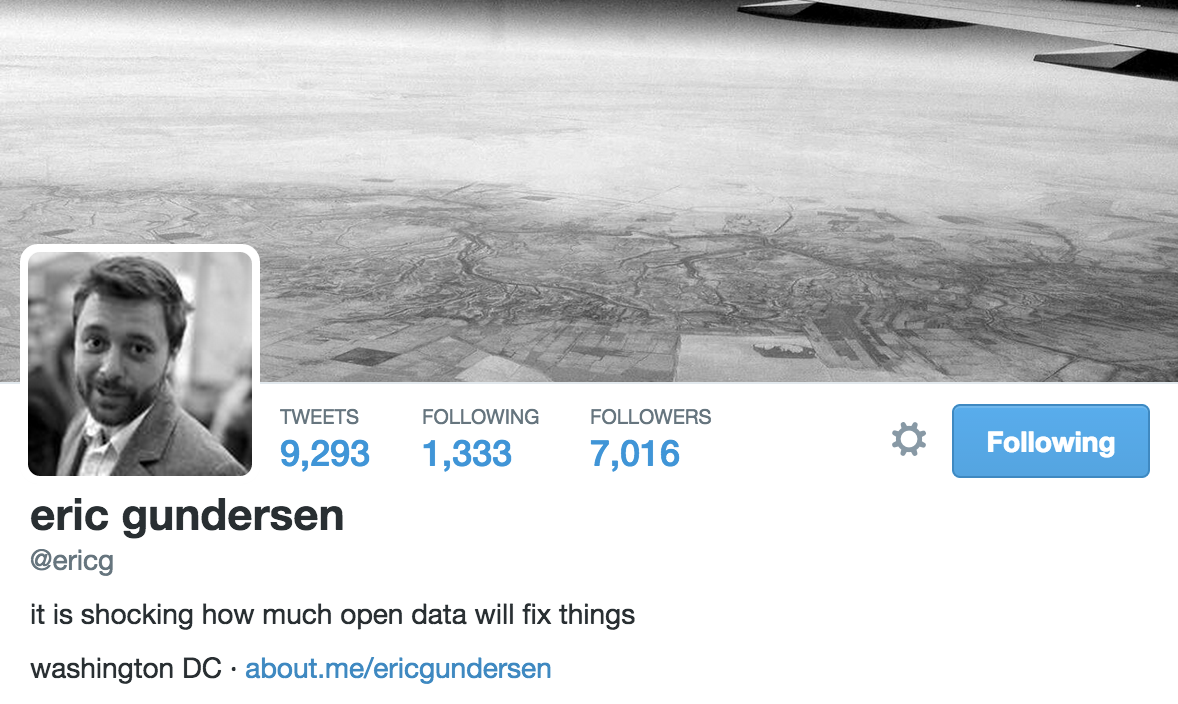 TWEETS FOLLOWING FOLLOWERS
9,293 1,333 7,016
Following
eric gundersen
@ericg
it is shocking how much open data will fix things
washington DC · about.me/ericgundersen